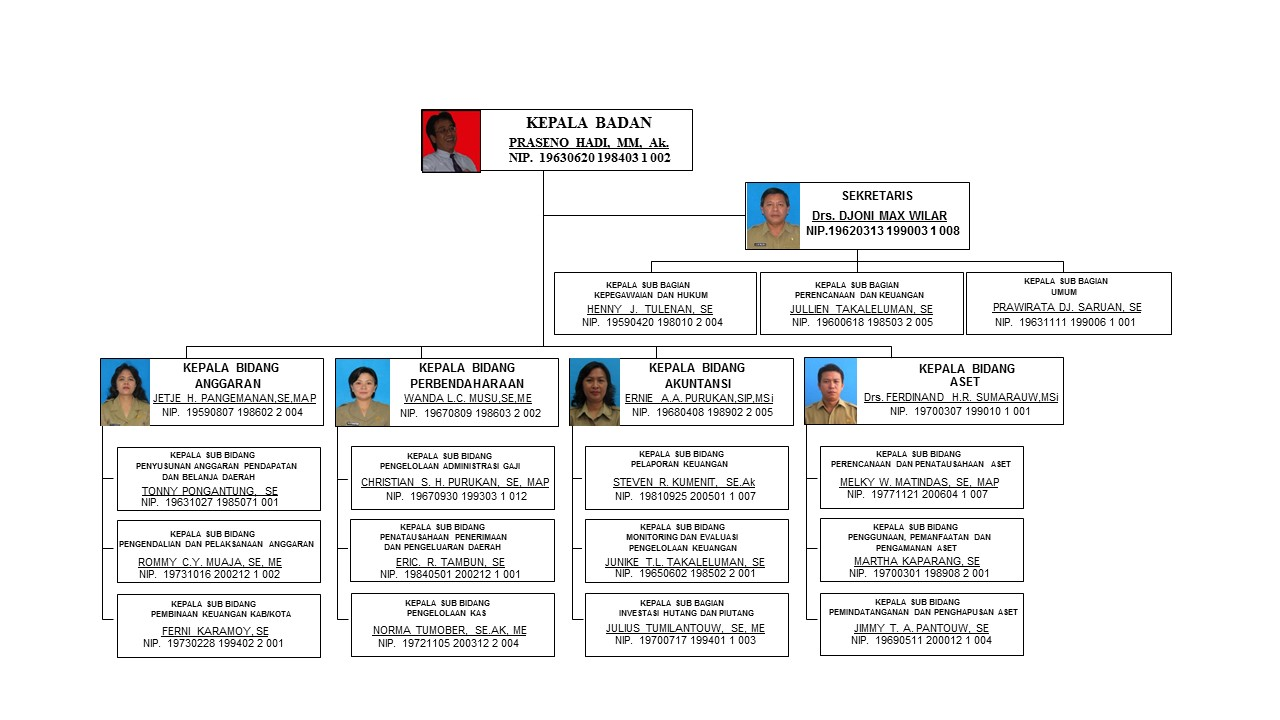 KEPALA BADAN
PRASENO HADI, MM, Ak.
NIP. 19630620 198403 1 002
SEKRETARIS
Drs. DJONI MAX WILAR
NIP.19620313 199003 1 008
KEPALA SUB BAGIAN
KEPEGAWAIAN DAN HUKUM
HENNY J. TULENAN, SE
NIP. 19590420 198010 2 004
KEPALA SUB BAGIAN
PERENCANAAN DAN KEUANGAN
JULLIEN TAKALELUMAN, SE
NIP. 19600618 198503 2 005
KEPALA SUB BAGIAN
UMUM
PRAWIRATA DJ. SARUAN, SE
NIP. 19631111 199006 1 001
KEPALA BIDANG
ANGGARAN
JETJE H. PANGEMANAN,SE,MAP
NIP. 19590807 198602 2 004
KEPALA BIDANG
PERBENDAHARAAN
WANDA L.C. MUSU,SE,ME
NIP. 19670809 198603 2 002
KEPALA BIDANG
AKUNTANSI
ERNIE A.A. PURUKAN,SIP,MSi
NIP. 19680408 198902 2 005
KEPALA BIDANG
ASET
Drs. FERDINAND H.R. SUMARAUW,MSi
NIP. 19700307 199010 1 001
KEPALA SUB BIDANG
PENYUSUNAN ANGGARAN PENDAPATAN
DAN BELANJA DAERAH
TONNY PONGANTUNG, SE
NIP. 19631027 1985071 001
KEPALA SUB BIDANG
PENGELOLAAN ADMINISTRASI GAJI
CHRISTIAN S. H. PURUKAN, SE, MAP
NIP. 19670930 199303 1 012
KEPALA SUB BIDANG
PELAPORAN KEUANGAN
STEVEN R. KUMENIT, SE.Ak
NIP. 19810925 200501 1 007
KEPALA SUB BIDANG
PERENCANAAN DAN PENATAUSAHAAN ASET
MELKY W. MATINDAS, SE, MAP
NIP. 19771121 200604 1 007
KEPALA SUB BIDANG
PENGENDALIAN DAN PELAKSANAAN ANGGARAN
ROMMY C.Y. MUAJA, SE, ME
NIP. 19731016 200212 1 002
KEPALA SUB BIDANG
PENATAUSAHAAN PENERIMAAN
DAN PENGELUARAN DAERAH
ERIC. R. TAMBUN, SE
NIP. 19840501 200212 1 001
KEPALA SUB BIDANG
MONITORING DAN EVALUASI
PENGELOLAAN KEUANGAN
JUNIKE T.L. TAKALELUMAN, SE
NIP. 19650602 198502 2 001
KEPALA SUB BIDANG
PENGGUNAAN, PEMANFAATAN DAN
PENGAMANAN ASET
MARTHA KAPARANG, SE
NIP. 19700301 198908 2 001
KEPALA SUB BIDANG
PEMBINAAN KEUANGAN KAB/KOTA
FERNI KARAMOY, SE
NIP. 19730228 199402 2 001
KEPALA SUB BIDANG
PENGELOLAAN KAS
NORMA TUMOBER, SE.AK, ME
NIP. 19721105 200312 2 004
KEPALA SUB BAGIAN
INVESTASI HUTANG DAN PIUTANG
JULIUS TUMILANTOUW, SE, ME
NIP. 19700717 199401 1 003
KEPALA SUB BIDANG
PEMINDATANGANAN DAN PENGHAPUSAN ASET
JIMMY T. A. PANTOUW, SE
NIP. 19690511 200012 1 004